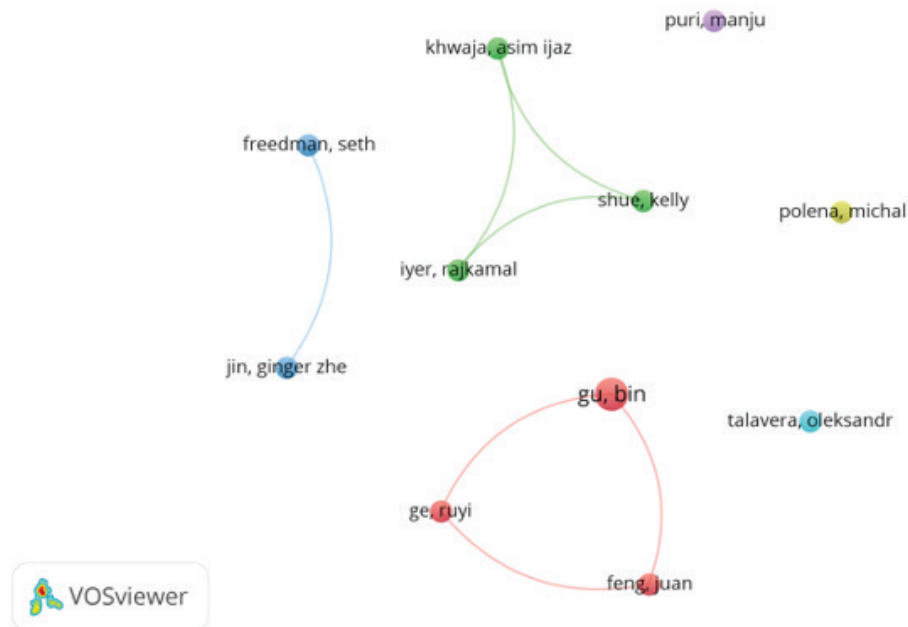 puri, manju
khwaja, asim ijaz
freedman, seth
shue, kelly
polena, michal
iyer, rajkamal
jin, ginger zhe
gu, bin
talavera, oleksandr
ge, ruyi
feng, juan
VOSviewer